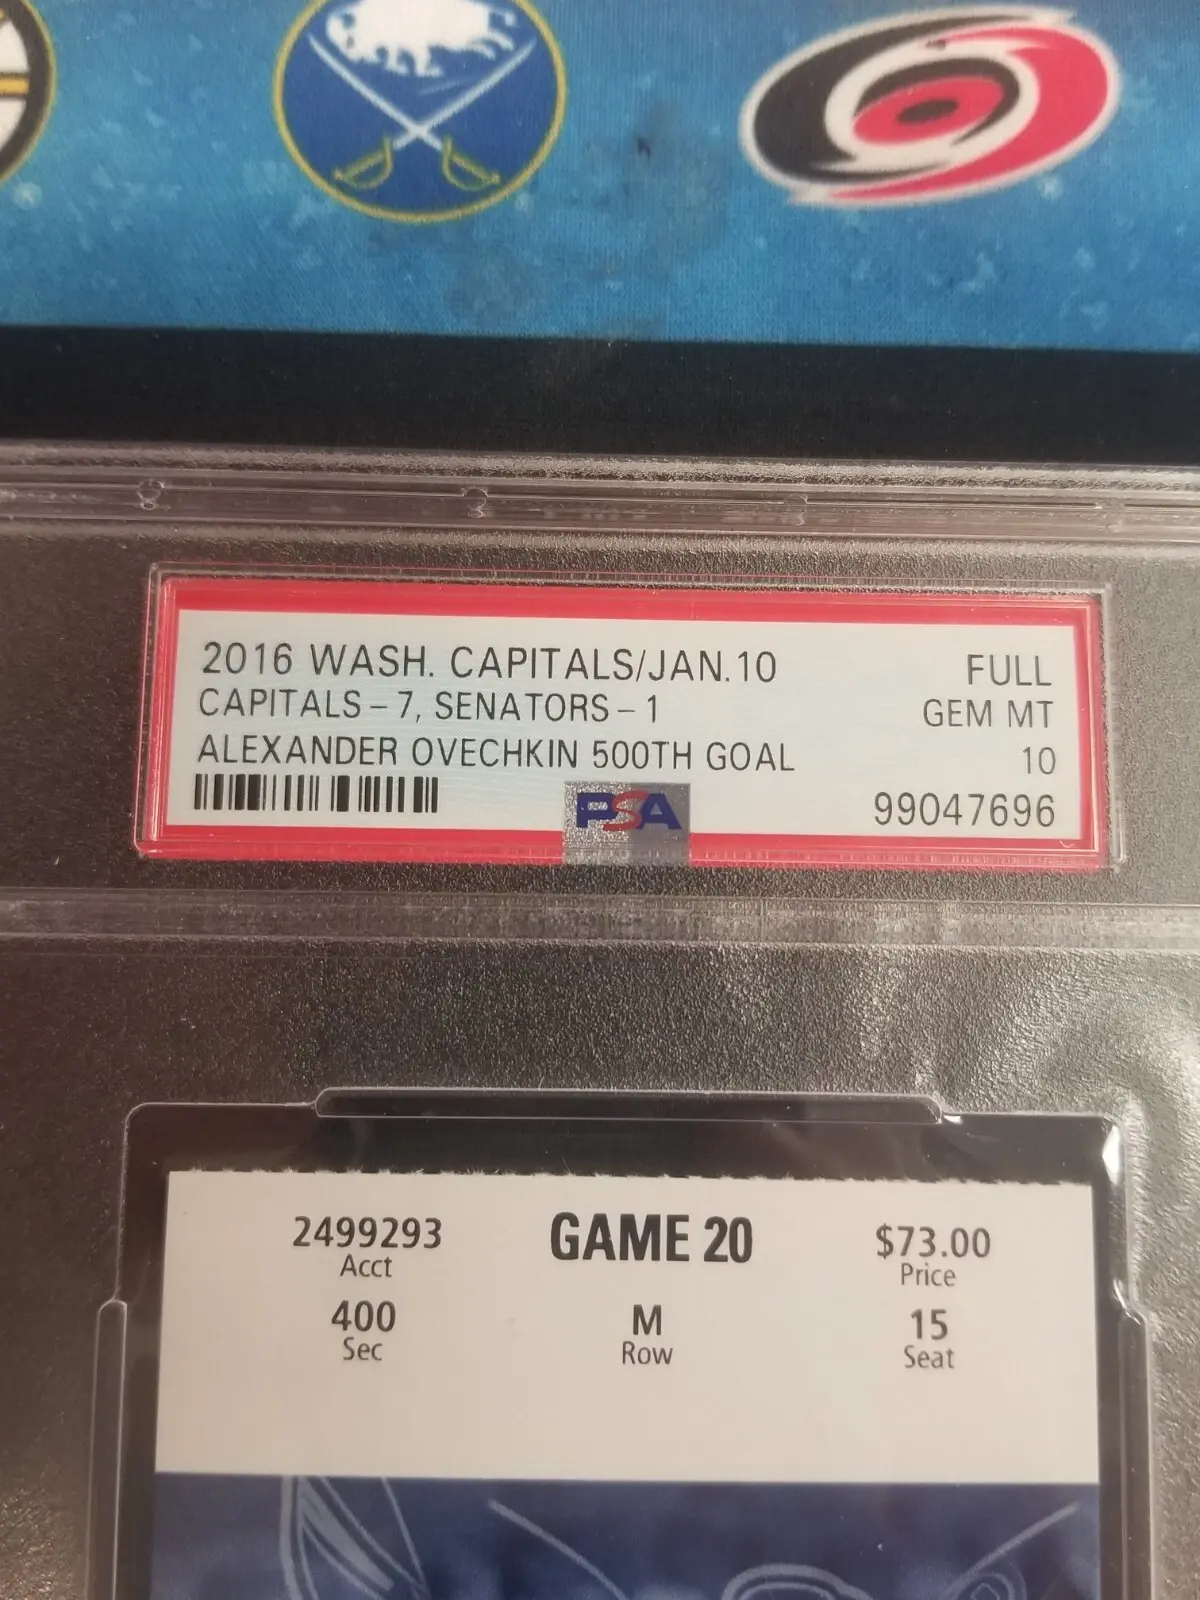 2016 WASH. CAPITALS/JAN.10 FULL
CAPITALS - 7, SENATORS - 1 GEM MT
ALEXANDER OVECHKIN 500TH GOAL 10
PSA 99047696
2499293 GAME 20 $73.00
Acct Price
400 M 15
Sec Row Seat